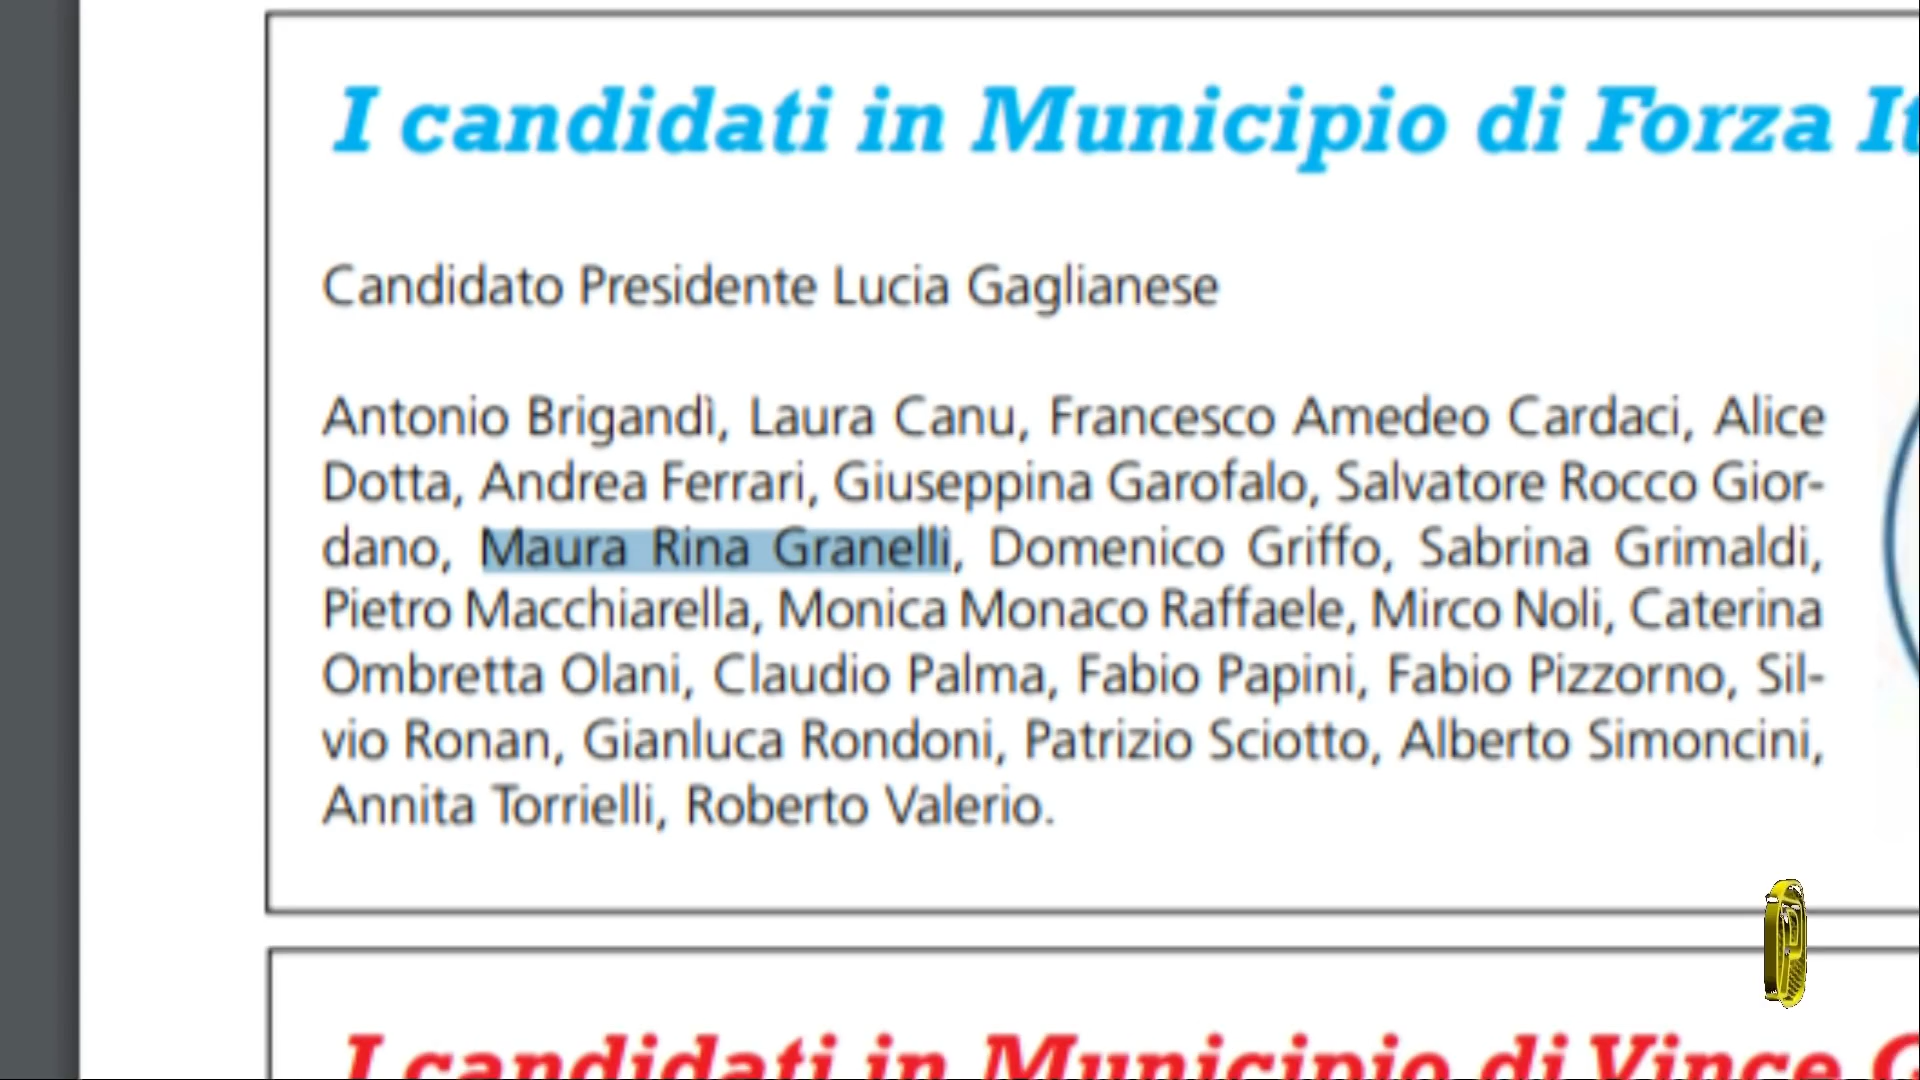 I candidati in Municipio di Forza It
Candidato Presidente Lucia Gaglianese
Antonio Brigandì, Laura Canu, Francesco Amedeo Cardaci, Alice
Dotta, Andrea Ferrari, Giuseppina Garofalo, Salvatore Rocco Gior-
dano, Maura Rina Granelli, Domenico Griffo, Sabrina Grimaldi,
Pietro Macchiarella, Monica Monaco Raffaele, Mirco Noli, Caterina
Ombretta Olani, Claudio Palma, Fabio Papini, Fabio Pizzorno, Sil-
vio Ronan, Gianluca Rondoni, Patrizio Sciotto, Alberto Simoncini,
Annita Torrielli, Roberto Valerio.
I candidati in Municipio di Vince